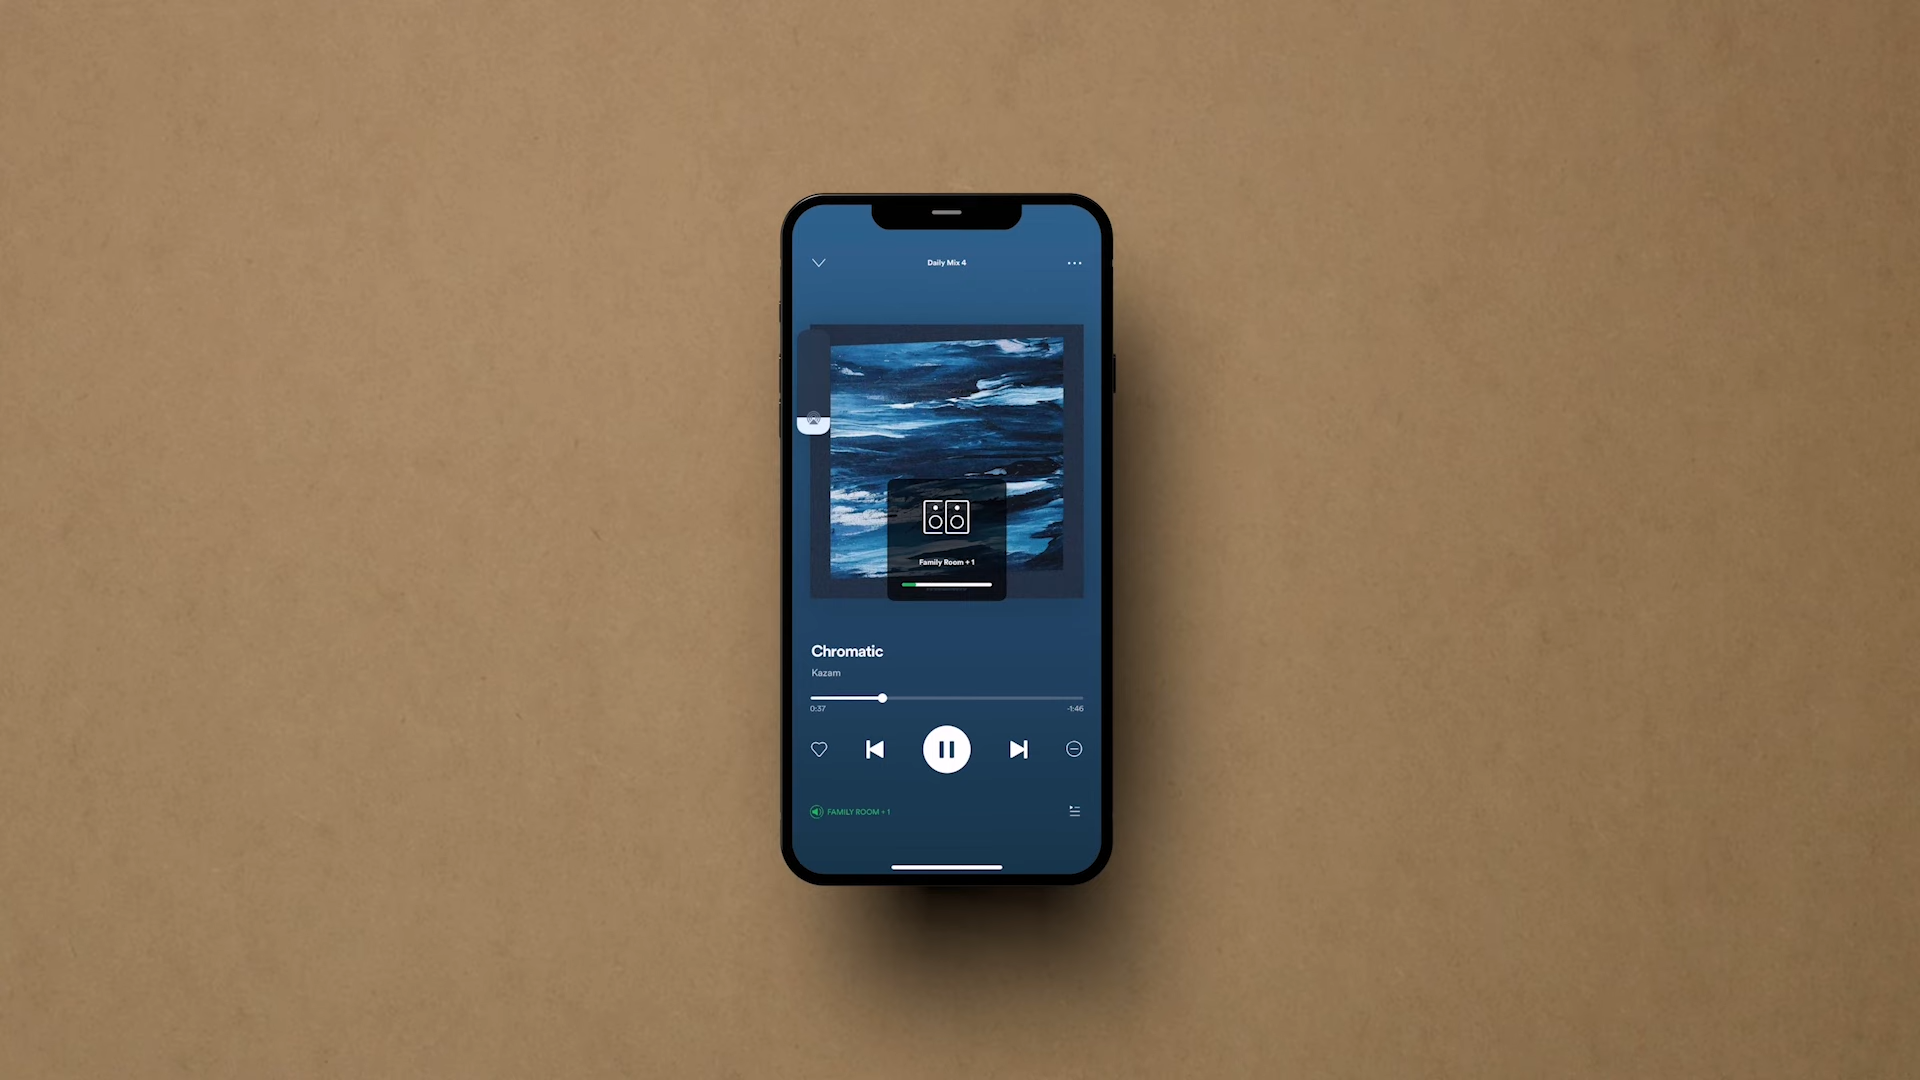 Daily Mix 4
Family Room + 1
Chromatic
Kazam
0:37
-1:46
FAMILY ROOM + 1